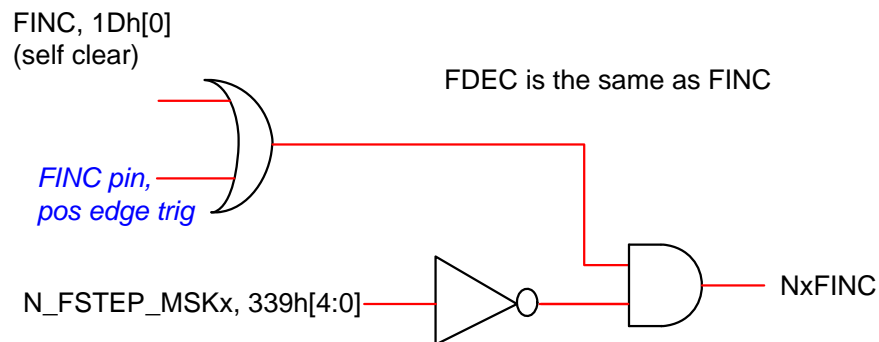 FINC, 1Dh[0]
(self clear)
FDEC is the same as FINC
FINC pin,
pos edge trig
N_FSTEP_MSKx, 339h[4:0]
NxFINC